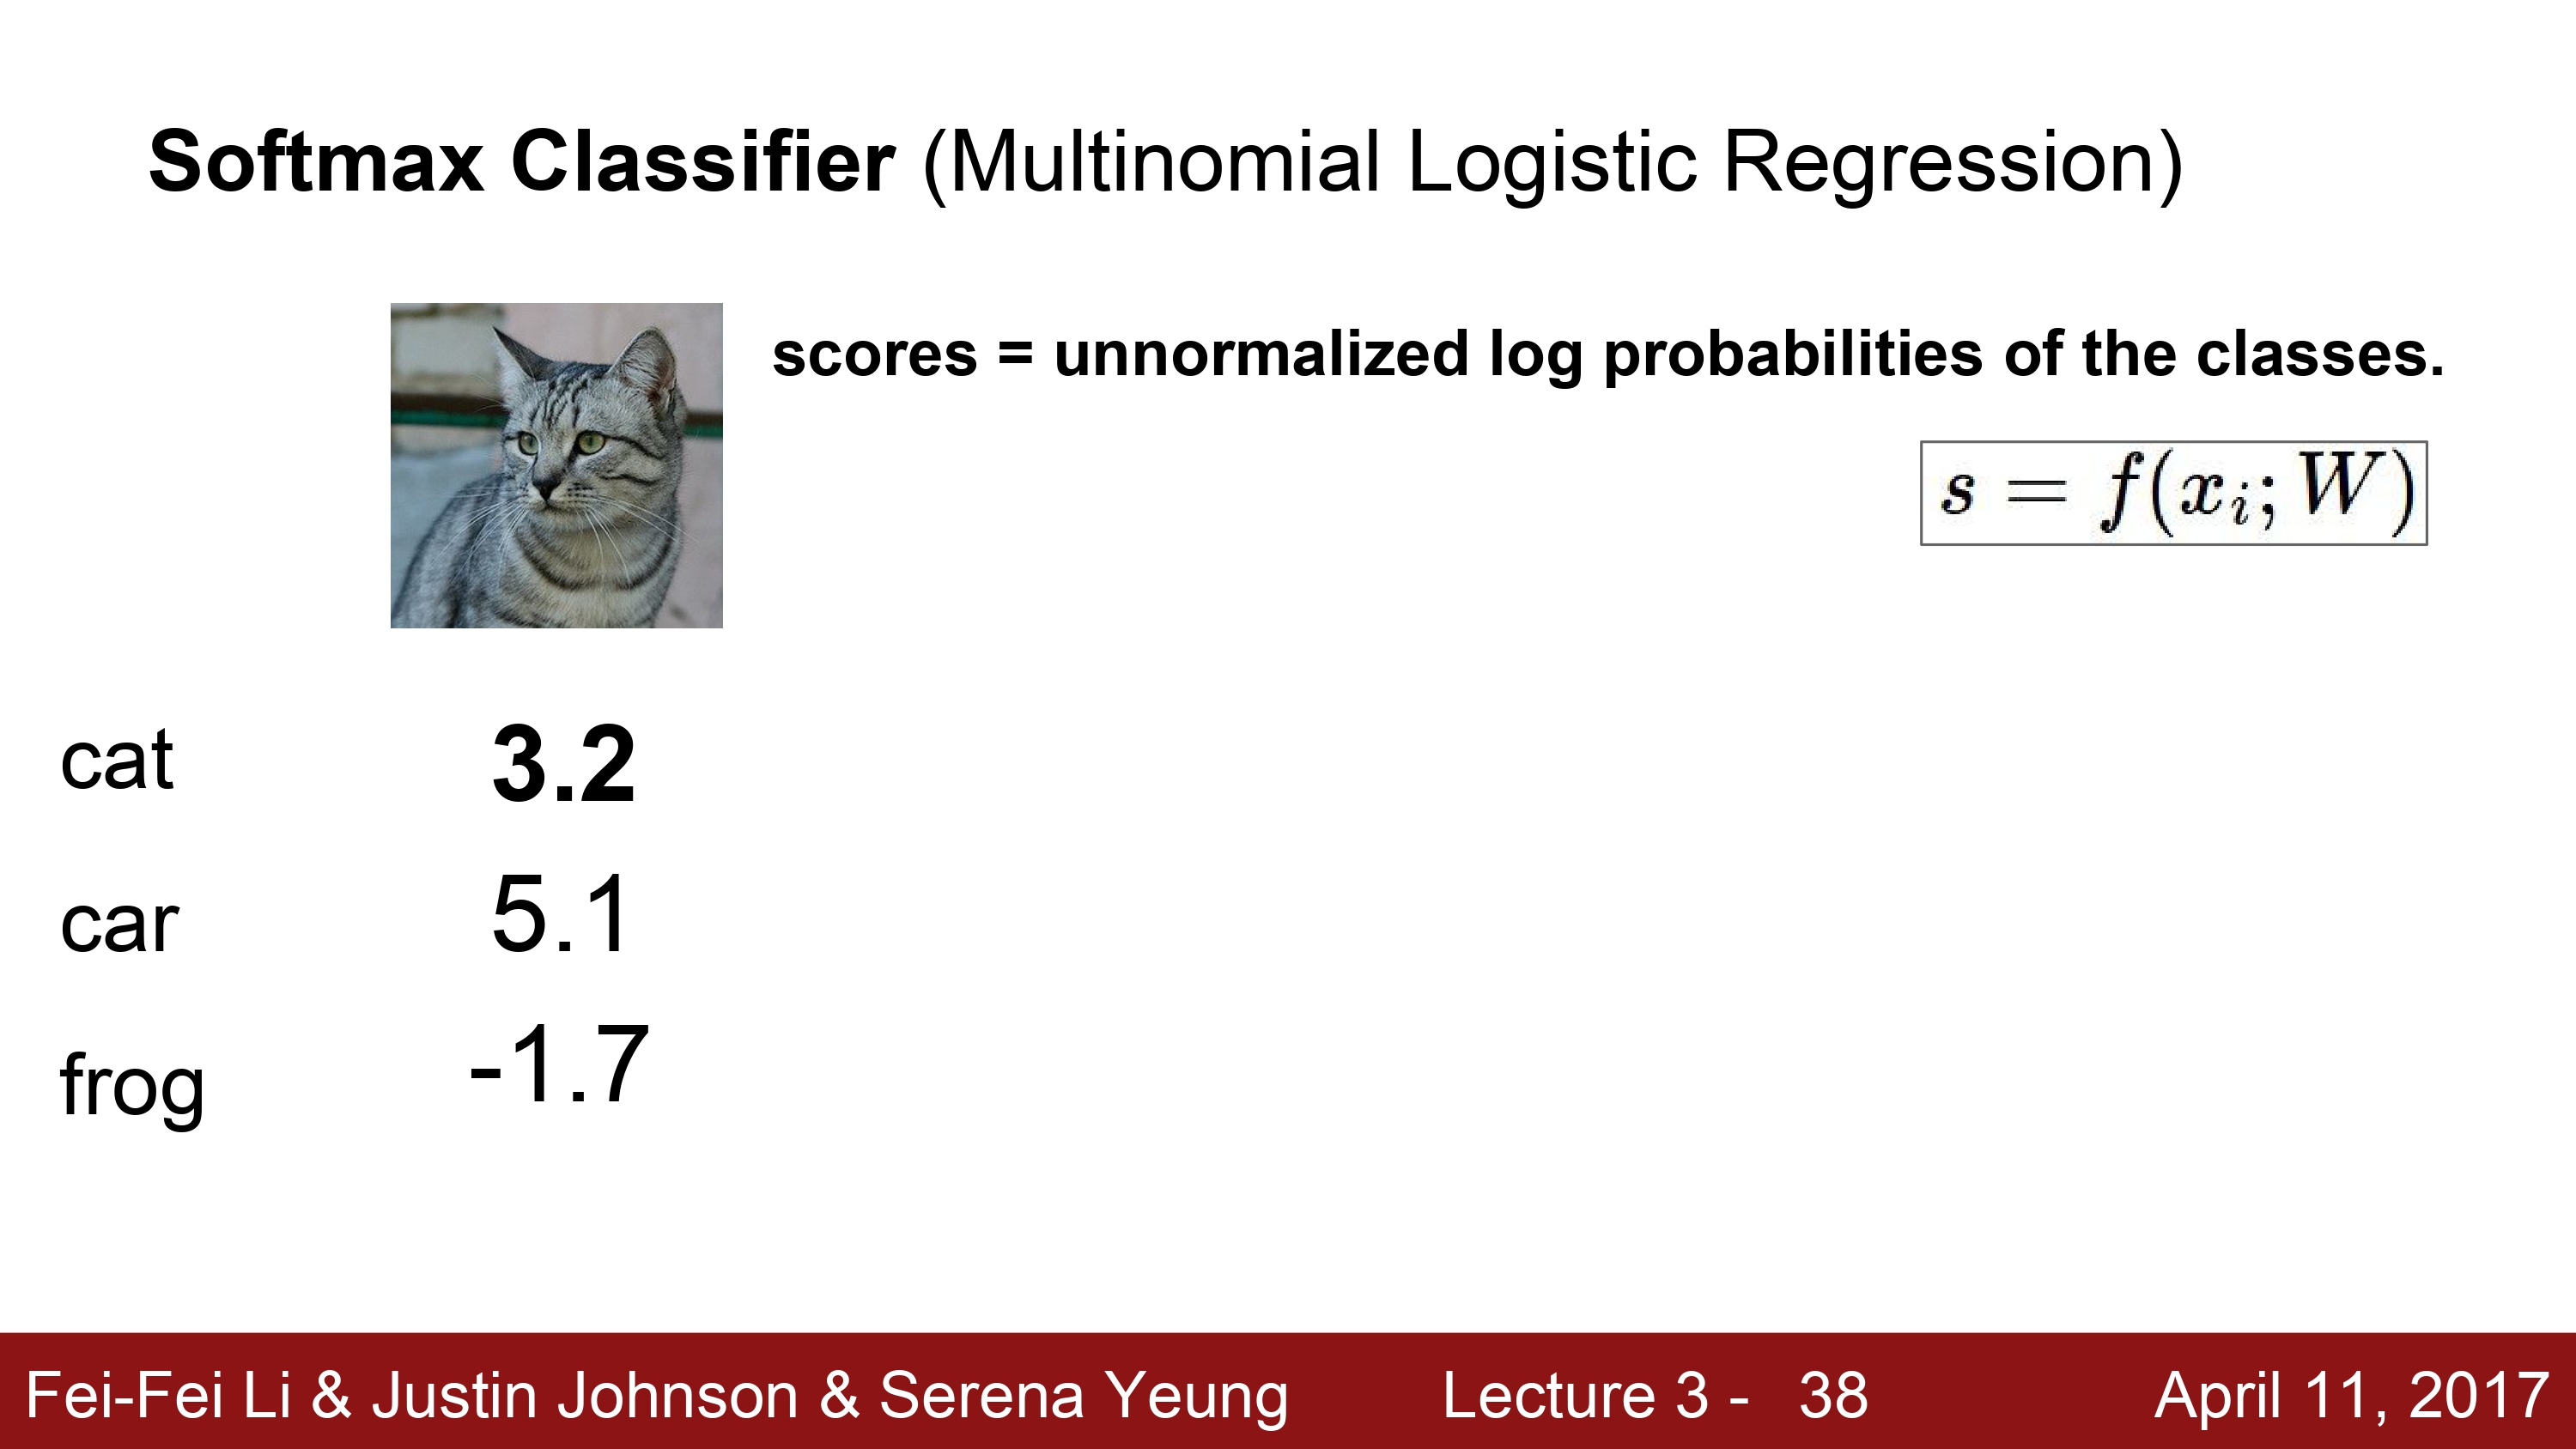 Softmax Classifier (Multinomial Logistic Regression)
scores = unnormalized log probabilities of the classes.
s = f(x_i; W)
cat 3.2
car 5.1
frog -1.7
Fei-Fei Li & Justin Johnson & Serena Yeung Lecture 3 - 38 April 11, 2017